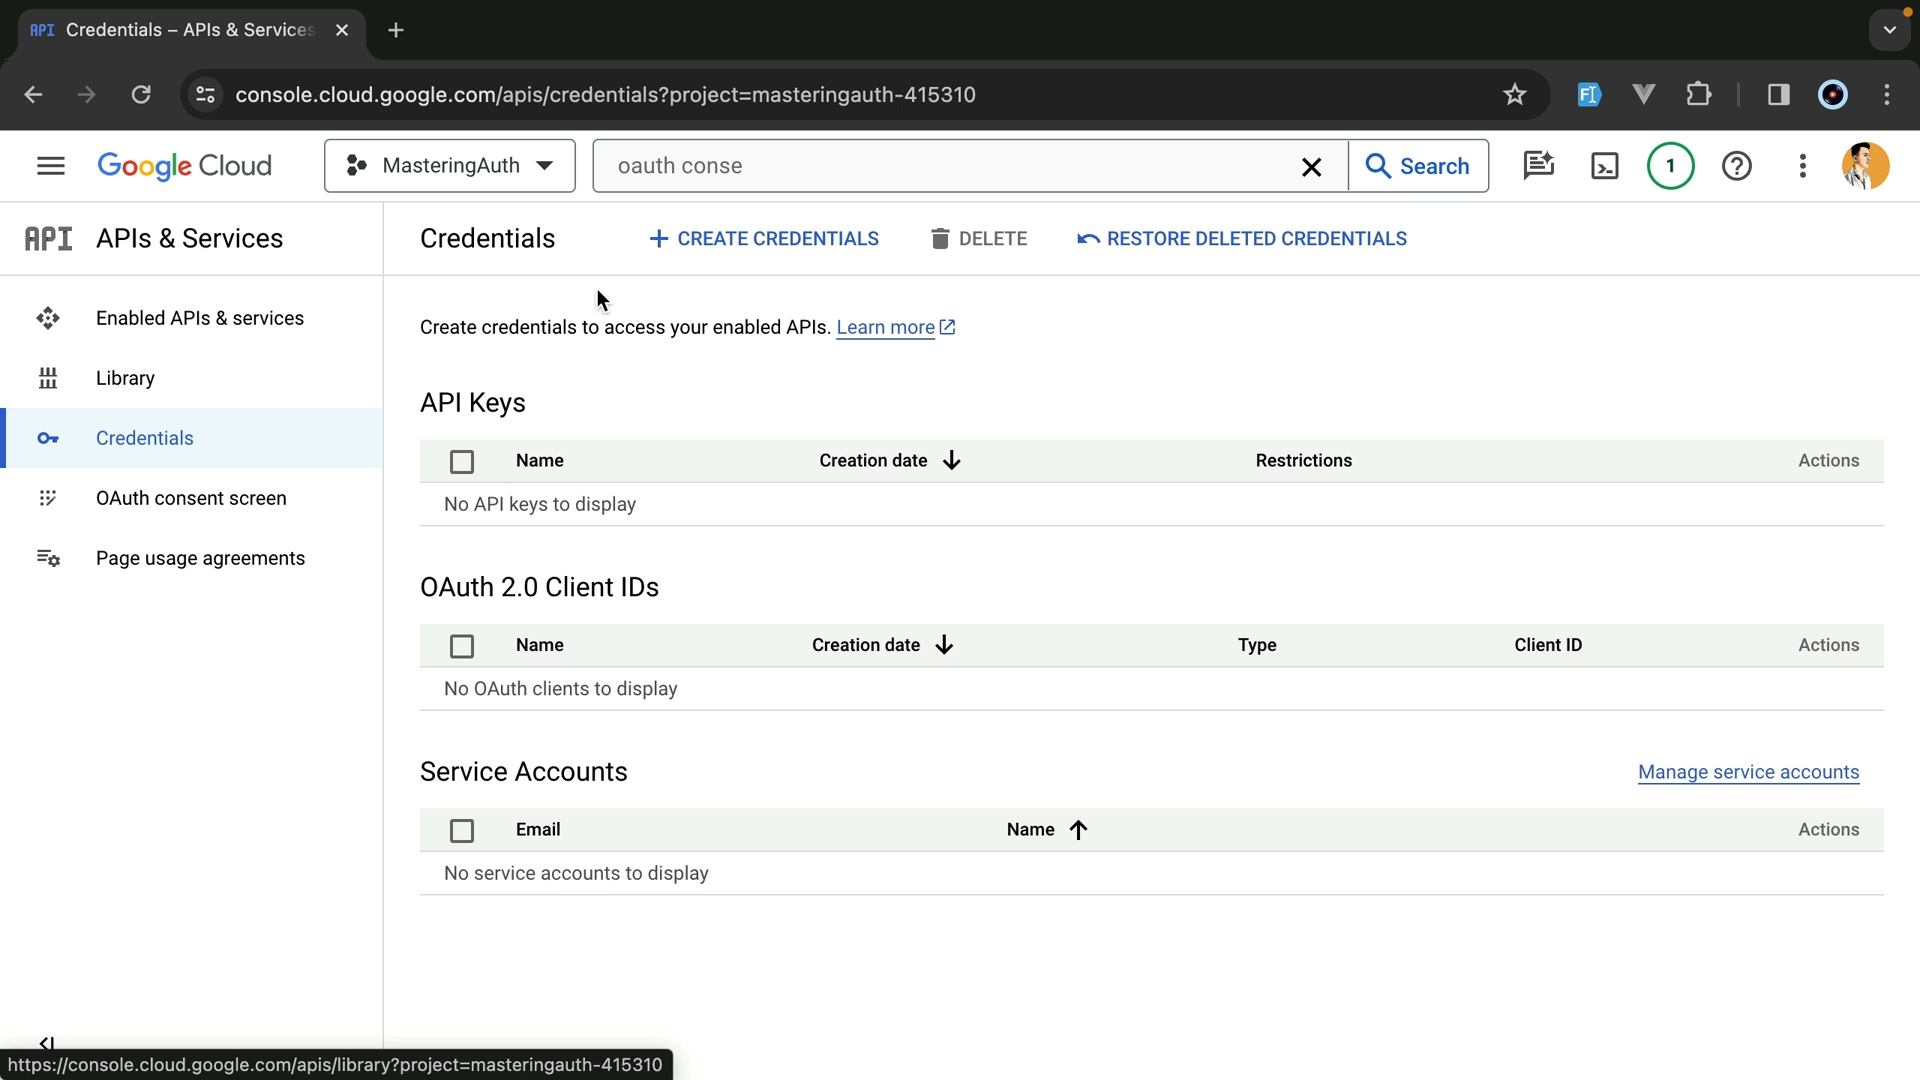 API Credentials – APIs & Services
console.cloud.google.com/apis/credentials?project=masteringauth-415310
Google Cloud
MasteringAuth
oauth conse
Search
1
API APIs & Services
Credentials
CREATE CREDENTIALS
DELETE
RESTORE DELETED CREDENTIALS
Enabled APIs & services
Library
Credentials
OAuth consent screen
Page usage agreements
Create credentials to access your enabled APIs. Learn more
API Keys
Name Creation date Restrictions Actions
No API keys to display
OAuth 2.0 Client IDs
Name Creation date Type Client ID Actions
No OAuth clients to display
Service Accounts
Manage service accounts
Email Name Actions
No service accounts to display
https://console.cloud.google.com/apis/library?project=masteringauth-415310